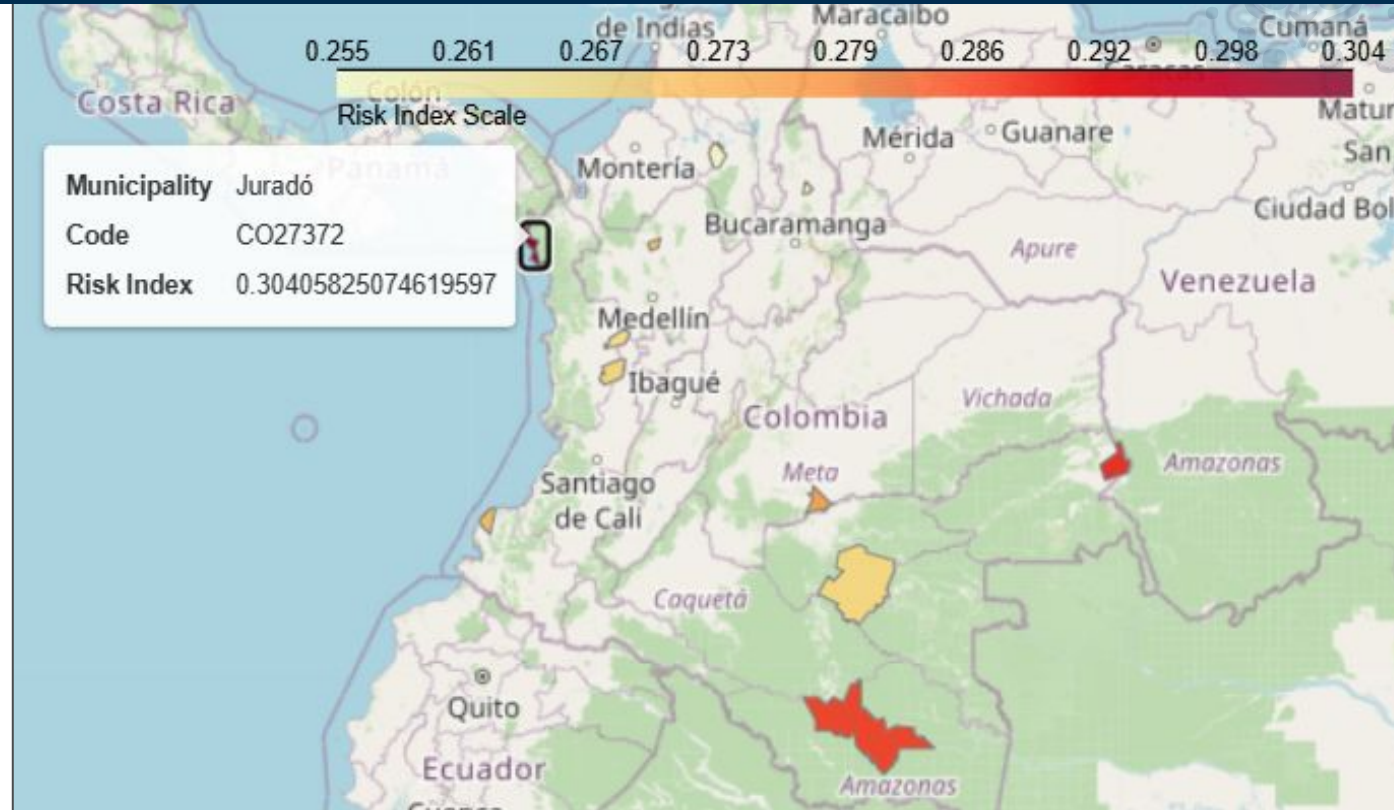 de Indias
Maracaibo
Cumaná
0.255 0.261 0.267 0.273 0.279 0.286 0.292 0.298 0.304
Caracas
Costa Rica
Colón
Risk Index Scale
Matur
Mérida
Guanare
San
Panamá
Montería
Municipality Juradó
Code CO27372
Risk Index 0.30405825074619597
Ciudad Bol
Bucaramanga
Apure
Venezuela
Medellín
Ibagué
Vichada
Colombia
Meta
Amazonas
Santiago
de Cali
Caquetá
Quito
Ecuador
Amazonas